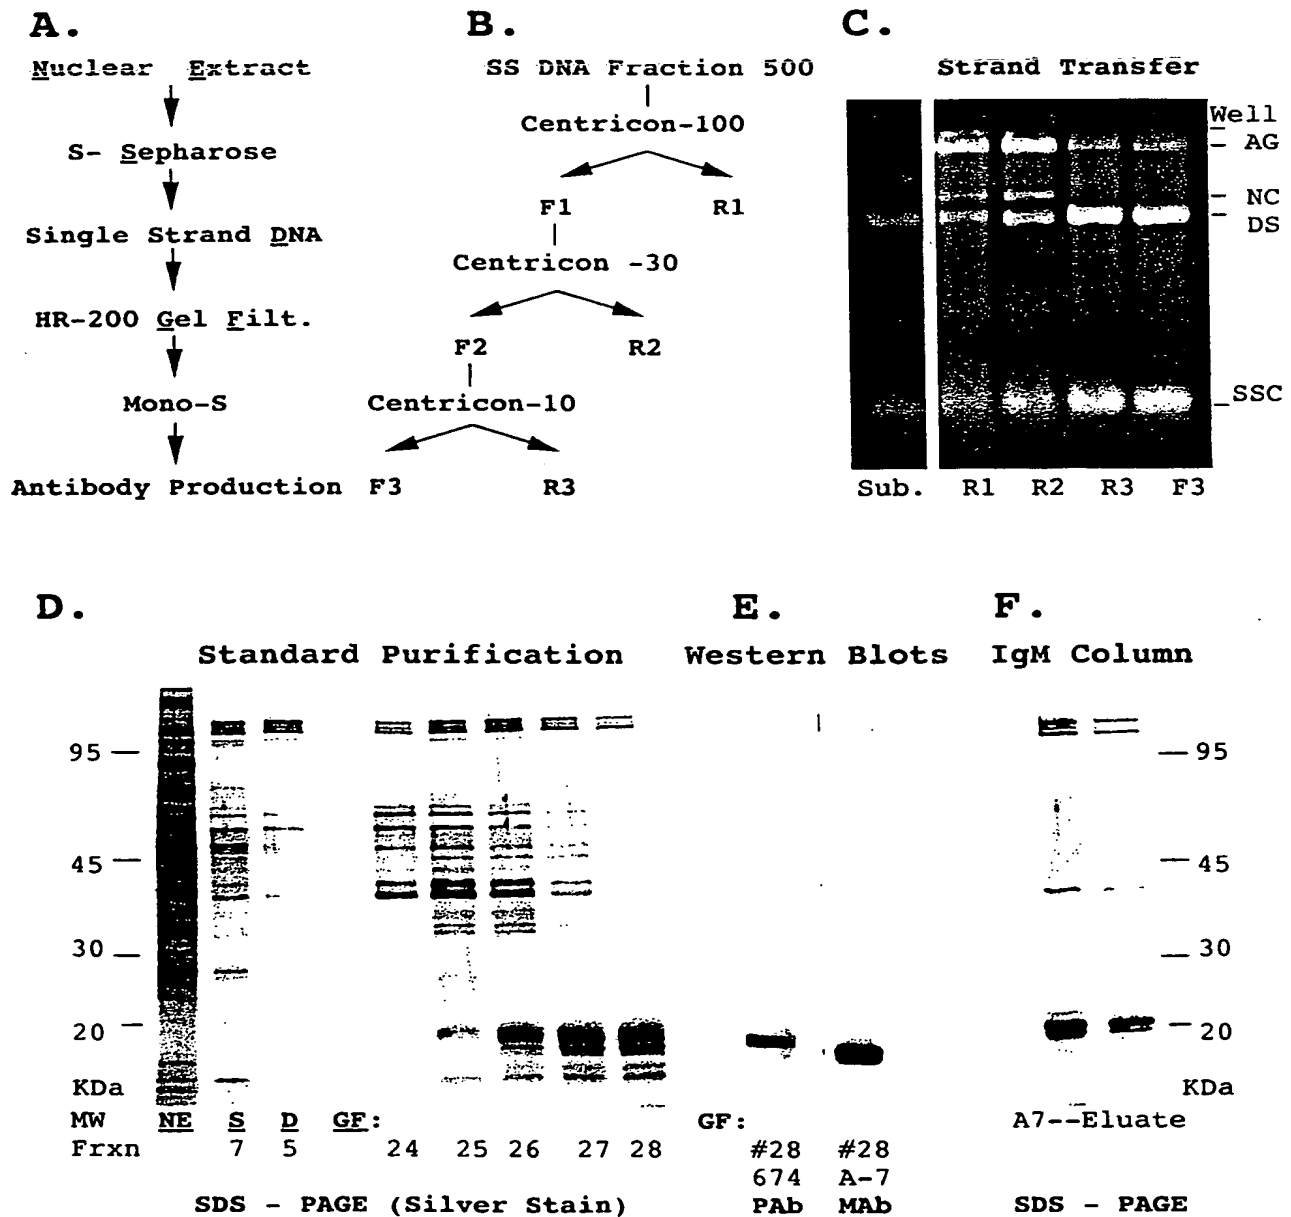 A.
Nuclear Extract
S- Sepharose
Single Strand DNA
HR-200 Gel Filt.
Mono-S
Antibody Production
B.
SS DNA Fraction 500
Centricon-100
F1 R1
Centricon -30
F2 R2
Centricon-10
F3 R3
C.
Strand Transfer
Well
AG
NC
DS
SSC
Sub. R1 R2 R3 F3
D.
Standard Purification
95
45
30
20
KDa
MW NE S D GF:
Frxn 7 5 24 25 26 27 28
SDS - PAGE (Silver Stain)
E.
Western Blots
GF:
#28 #28
674 A-7
PAb MAb
F.
IgM Column
95
45
30
20
KDa
A7--Eluate
SDS - PAGE